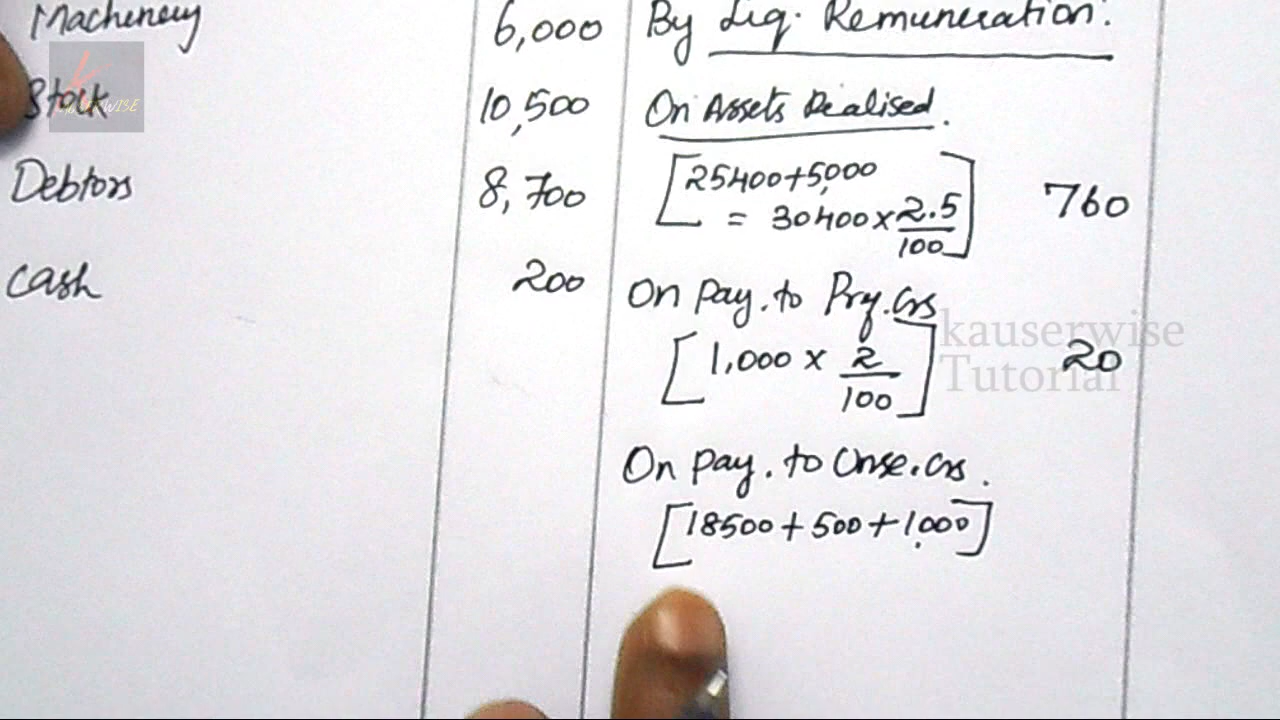 Machinery 6,000
Stock 10,500
Debtors 8,700
Cash 200
By Liq. Remuneration.
On Assets Realised.
[25400+5,000
= 30400 × 2.5/100] 760
On pay. to Pry. Crs
[1,000 × 2/100] 20
On pay. to Unse. Crs.
[18500 + 500 + 1,000]
kauserwise
Tutorial